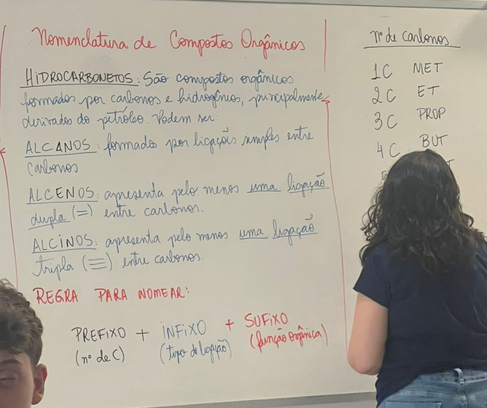 Nomenclatura de Compostos Orgânicos
HIDROCARBONETOS: São compostos orgânicos
formados por carbonos e hidrogênios, principalmente
derivados do petróleo. Podem ser:
ALCANOS: formados por ligações simples entre
Carbonos
ALCENOS: apresenta pelo menos uma ligação
dupla (=) entre carbonos.
ALCINOS: apresenta pelo menos uma ligação
tripla (≡) entre carbonos.
REGRA PARA NOMEAR:
PREFIXO + INFIXO + SUFIXO
(nº de C) (tipo de ligação) (função orgânica)
nº de carbonos
1C MET
2C ET
3C PROP
4C BUT